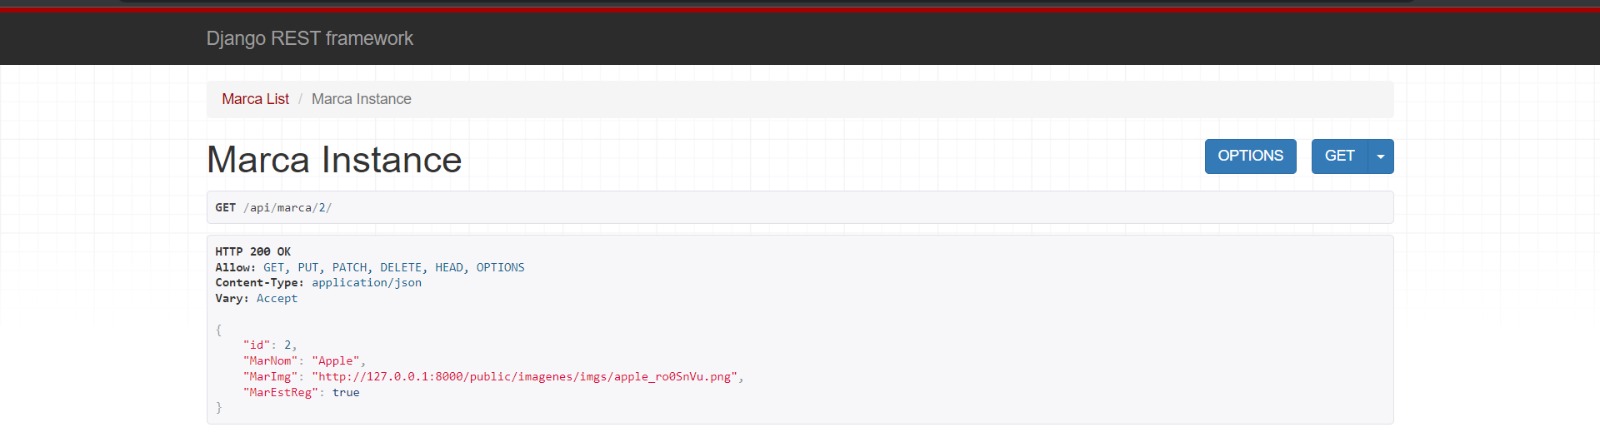 Django REST framework
Marca List / Marca Instance
Marca Instance
OPTIONS
GET
GET /api/marca/2/
HTTP 200 OK
Allow: GET, PUT, PATCH, DELETE, HEAD, OPTIONS
Content-Type: application/json
Vary: Accept
{
"id": 2,
"MarNom": "Apple",
"MarImg": "http://127.0.0.1:8000/public/imagenes/imgs/apple_ro0SnVu.png",
"MarEstReg": true
}